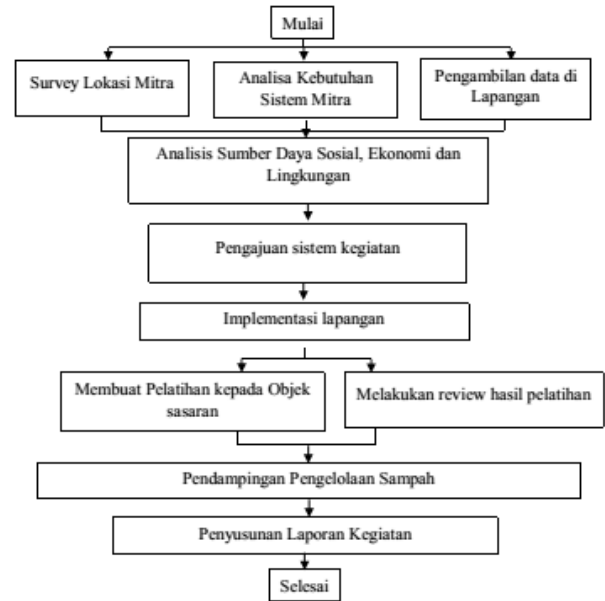 Mulai
Survey Lokasi Mitra
Analisa Kebutuhan
Sistem Mitra
Pengambilan data di
Lapangan
Analisis Sumber Daya Sosial, Ekonomi dan
Lingkungan
Pengajuan sistem kegiatan
Implementasi lapangan
Membuat Pelatihan kepada Objek
sasaran
Melakukan review hasil pelatihan
Pendampingan Pengelolaan Sampah
Penyusunan Laporan Kegiatan
Selesai